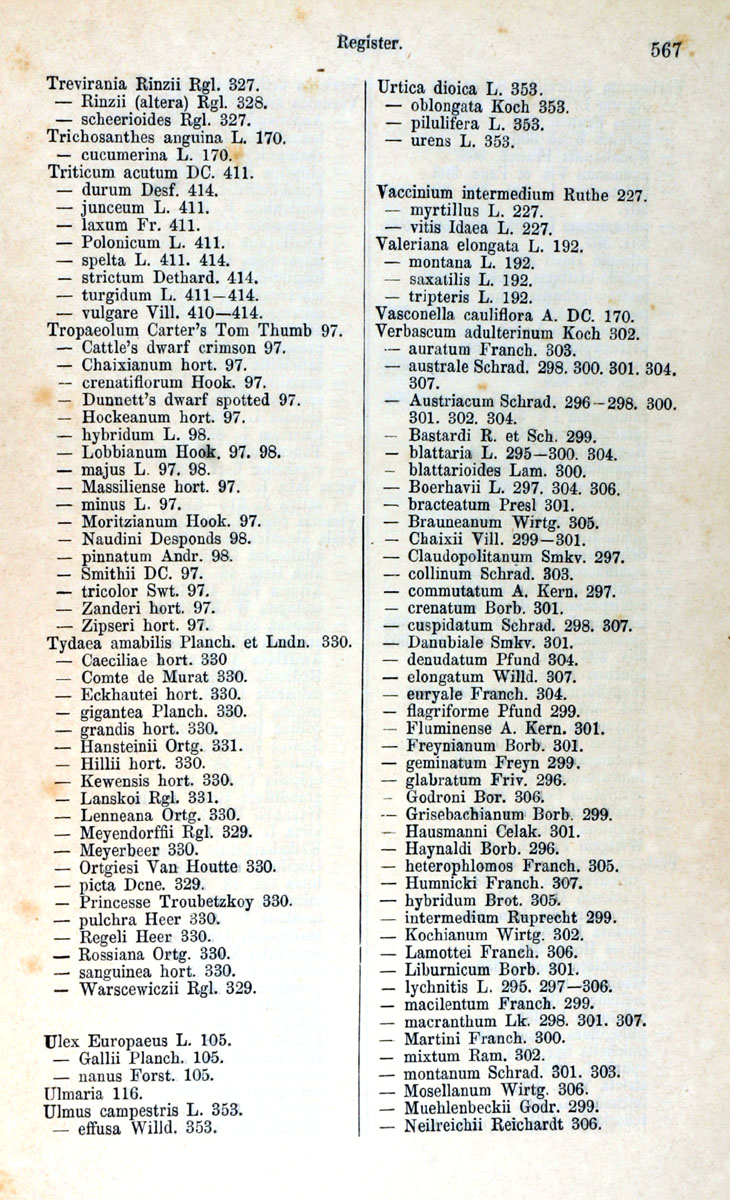 Register.
567
Trevirania Rinzii Rgl. 327.
— Rinzii (altera) Rgl. 328.
— scheerioides Rgl. 327.
Trichosanthes anguina L. 170.
— cucumerina L. 170.
Triticum acutum DC. 411.
— durum Desf. 414.
— junceum L. 411.
— laxum Fr. 411.
— Polonicum L. 411.
— spelta L. 411. 414.
— strictum Dethard. 414.
— turgidum L. 411—414.
— vulgare Vill. 410—414.
Tropaeolum Carter's Tom Thumb 97.
— Cattle's dwarf crimson 97.
— Chaixianum hort. 97.
— crenatiflorum Hook. 97.
— Dunnett's dwarf spotted 97.
— Hockeanum hort. 97.
— hybridum L. 98.
— Lobbianum Hook. 97. 98.
— majus L. 97. 98.
— Massiliense hort. 97.
— minus L. 97.
— Moritzianum Hook. 97.
— Naudini Desponds 98.
— pinnatum Andr. 98.
— Smithii DC. 97.
— tricolor Swt. 97.
— Zanderi hort. 97.
— Zipseri hort. 97.
Tydaea amabilis Planch. et Lndn. 330.
— Caeciliae hort. 330
— Comte de Murat 330.
— Eckhautei hort. 330.
— gigantea Planch. 330.
— grandis hort. 330.
— Hansteinii Ortg. 331.
— Hillii hort. 330.
— Kewensis hort. 330.
— Lanskoi Rgl. 331.
— Lenneana Ortg. 330.
— Meyendorffii Rgl. 329.
— Meyerbeer 330.
— Ortgiesi Van Houtte 330.
— picta Dcne. 329.
— Princesse Troubetzkoy 330.
— pulchra Heer 330.
— Regeli Heer 330.
— Rossiana Ortg. 330.
— sanguinea hort. 330.
— Warscewiczii Rgl. 329.
Ulex Europaeus L. 105.
— Gallii Planch. 105.
— nanus Forst. 105.
Ulmaria 116.
Ulmus campestris L. 353.
— effusa Willd. 353.
Urtica dioica L. 353.
— oblongata Koch 353.
— pilulifera L. 353.
— urens L. 353.
Vaccinium intermedium Ruthe 227.
— myrtillus L. 227.
— vitis Idaea L. 227.
Valeriana elongata L. 192.
— montana L. 192.
— saxatilis L. 192.
— tripteris L. 192.
Vasconella cauliflora A. DC. 170.
Verbascum adulterinum Koch 302.
— auratum Franch. 303.
— australe Schrad. 298. 300. 301. 304.
307.
— Austriacum Schrad. 296—298. 300.
301. 302. 304.
— Bastardi R. et Sch. 299.
— blattaria L. 295—300. 304.
— blattarioides Lam. 300.
— Boerhavii L. 297. 304. 306.
— bracteatum Presl 301.
— Brauneanum Wirtg. 305.
— Chaixii Vill. 299—301.
— Claudopolitanum Smkv. 297.
— collinum Schrad. 303.
— commutatum A. Kern. 297.
— crenatum Borb. 301.
— cuspidatum Schrad. 298. 307.
— Danubiale Smkv. 301.
— denudatum Pfund 304.
— elongatum Willd. 307.
— euryale Franch. 304.
— flagriforme Pfund 299.
— Fluminense A. Kern. 301.
— Freynianum Borb. 301.
— geminatum Freyn 299.
— glabratum Friv. 296.
— Godroni Bor. 306.
— Grisebachianum Borb. 299.
— Hausmanni Celak. 301.
— Haynaldi Borb. 296.
— heterophlomos Franch. 305.
— Humnicki Franch. 307.
— hybridum Brot. 305.
— intermedium Ruprecht 299.
— Kochianum Wirtg. 302.
— Lamottei Franch. 306.
— Liburnicum Borb. 301.
— lychnitis L. 295. 297—306.
— macilentum Franch. 299.
— macranthum Lk. 298. 301. 307.
— Martini Franch. 300.
— mixtum Ram. 302.
— montanum Schrad. 301. 303.
— Mosellanum Wirtg. 306.
— Muehlenbeckii Godr. 299.
— Neilreichii Reichardt 306.